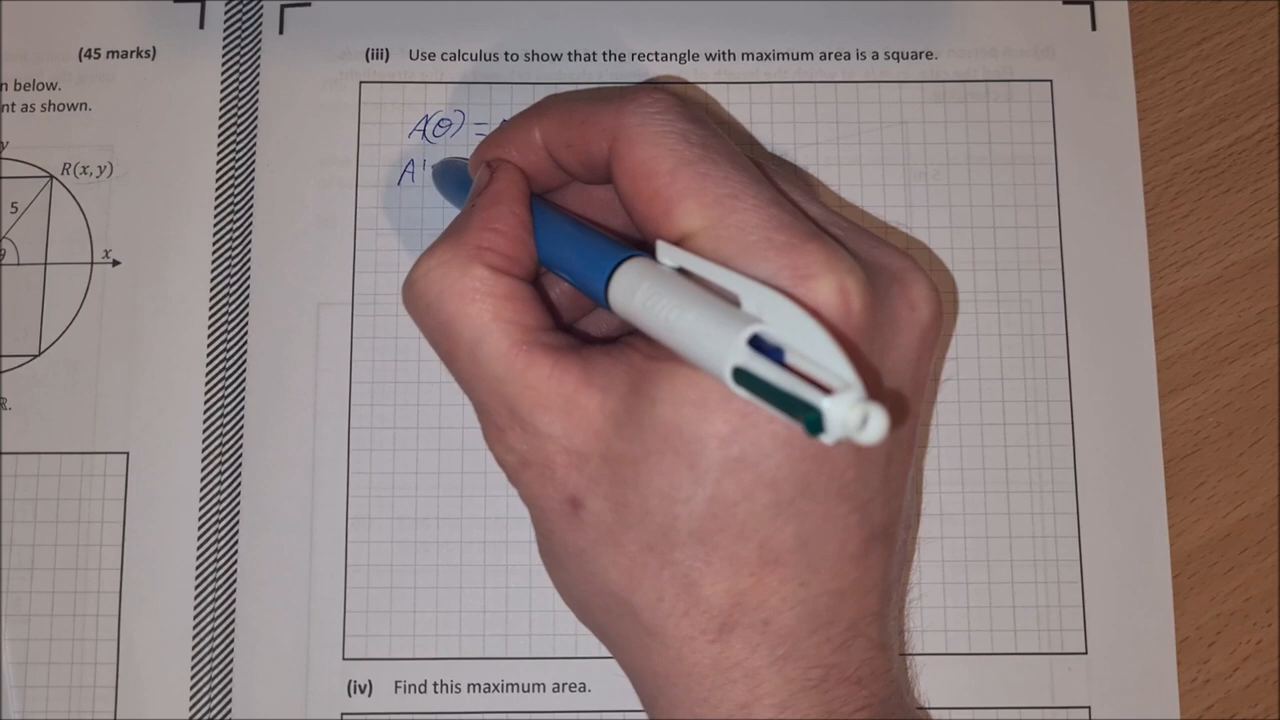 (45 marks)
n below.
nt as shown.
y
R(x,y)
5
θ
x
(iii) Use calculus to show that the rectangle with maximum area is a square.
A(θ) =
A'
(iv) Find this maximum area.